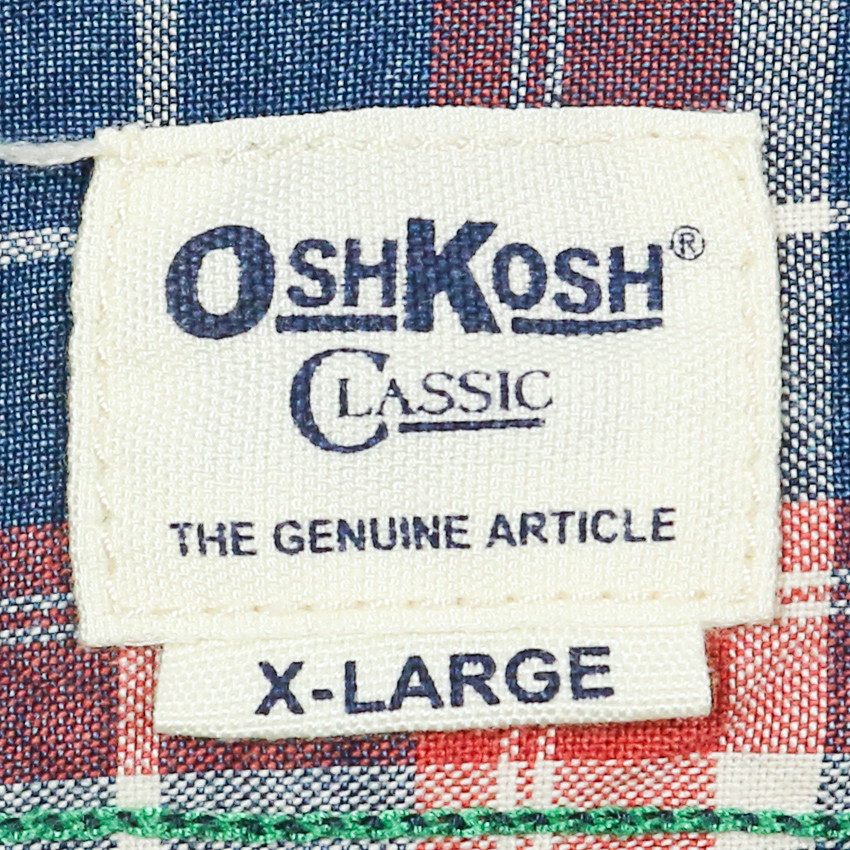 OSHKOSH®
CLASSIC
THE GENUINE ARTICLE
X-LARGE